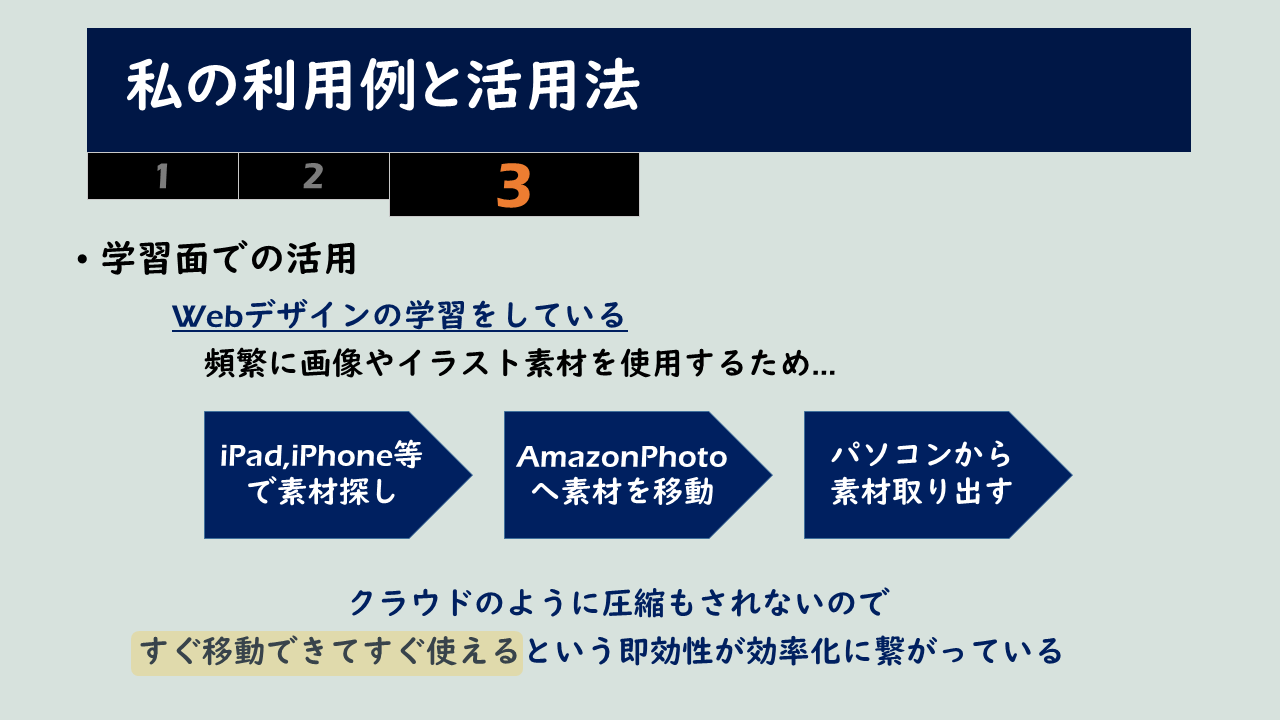 私の利用例と活用法
1 2 3
・学習面での活用
Webデザインの学習をしている
頻繁に画像やイラスト素材を使用するため...
iPad,iPhone等
で素材探し
AmazonPhoto
へ素材を移動
パソコンから
素材取り出す
クラウドのように圧縮もされないので
すぐ移動できてすぐ使えるという即効性が効率化に繋がっている